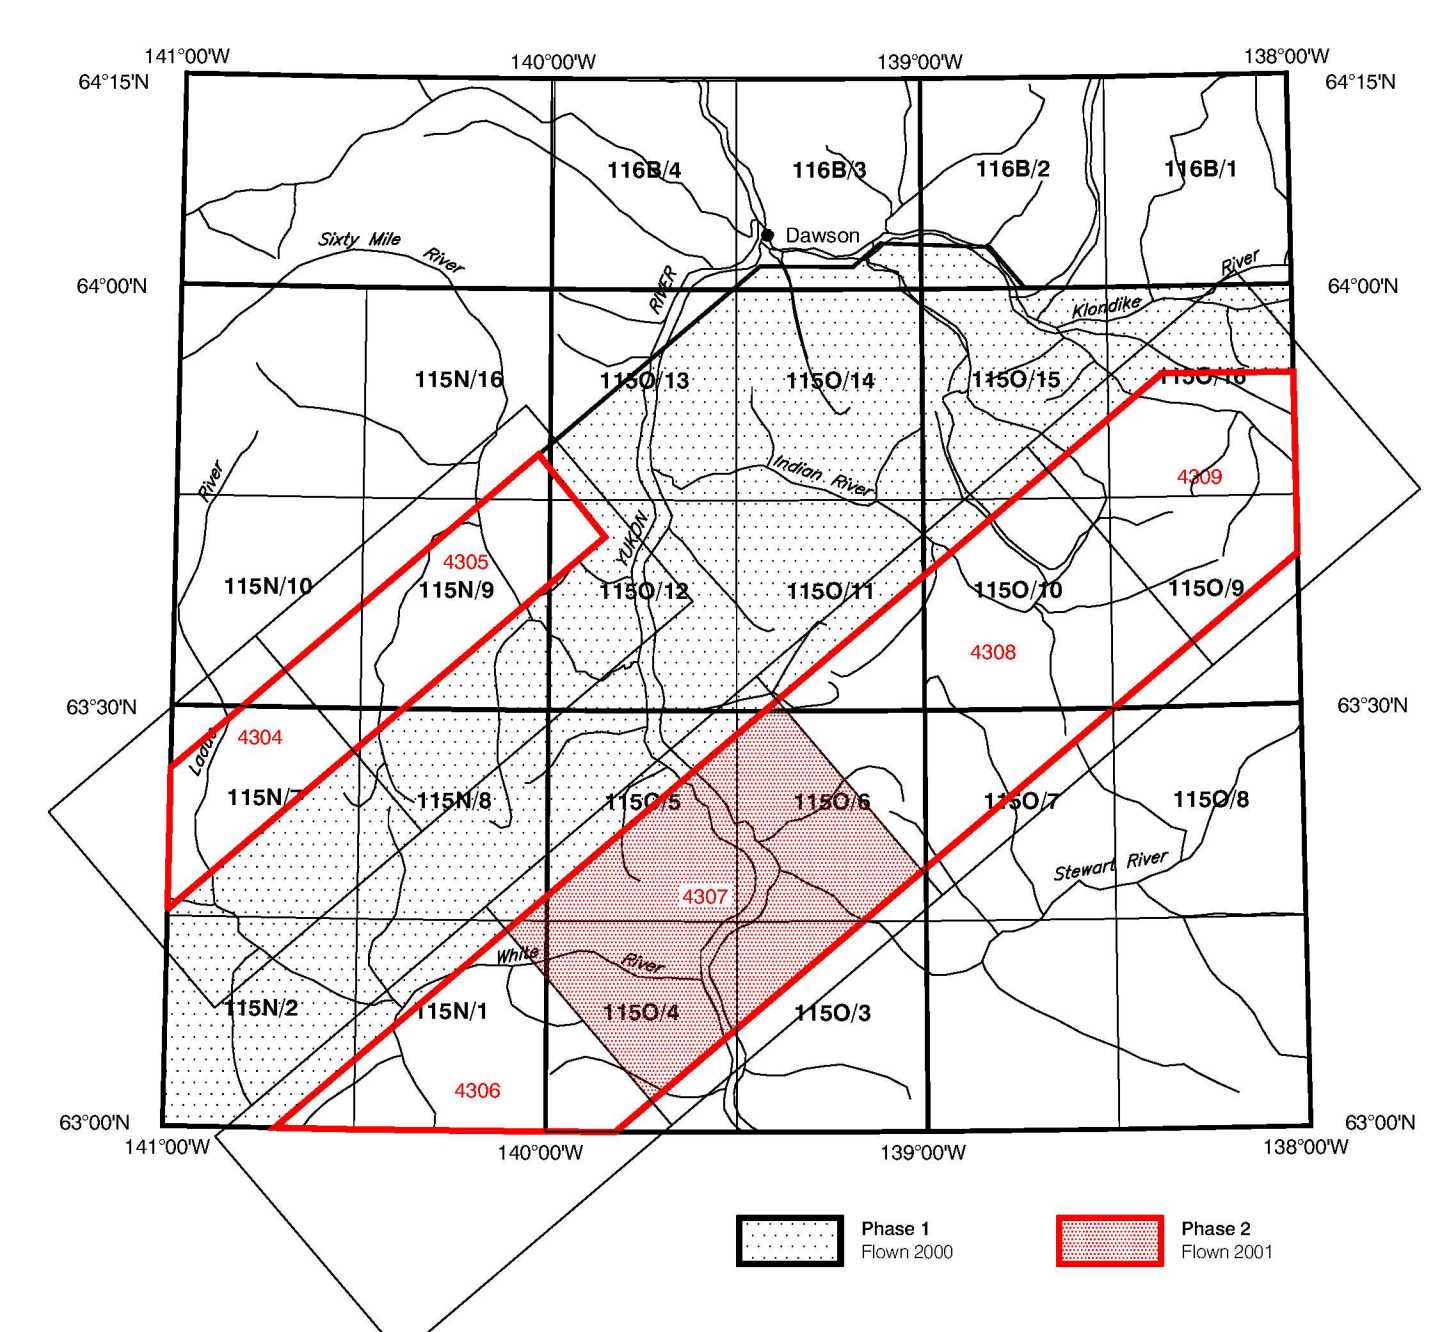 141°00'W
140°00'W
139°00'W
138°00'W
64°15'N
64°15'N
116B/4
116B/3
116B/2
116B/1
Dawson
Sixty Mile River
RIVER
River
Klondike
64°00'N
64°00'N
115N/16
115O/13
115O/14
115O/15
115O/16
River
Indian River
4309
YUKON
4305
115N/10
115N/9
115O/12
115O/11
115O/10
115O/9
4308
63°30'N
63°30'N
4304
Ladue
115N/7
115N/8
115O/5
115O/6
115O/7
115O/8
Stewart River
4307
White River
115N/2
115N/1
115O/4
115O/3
4306
63°00'N
63°00'N
141°00'W
140°00'W
139°00'W
138°00'W
Phase 1
Flown 2000
Phase 2
Flown 2001